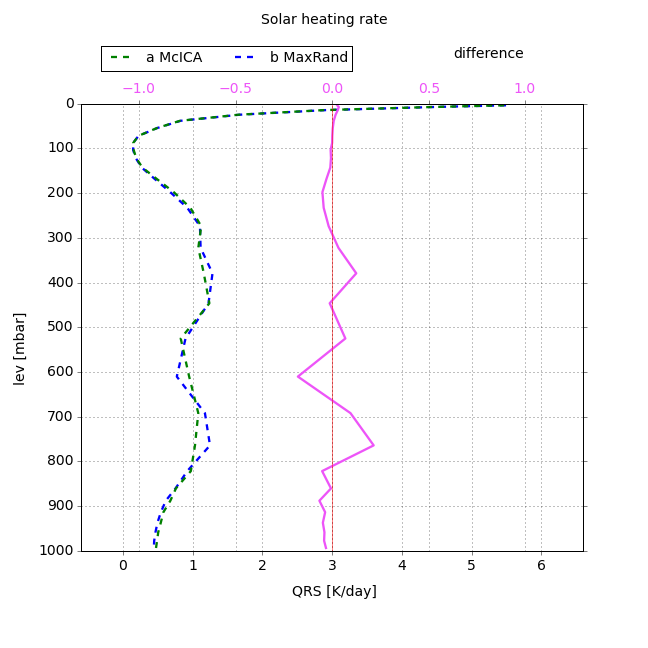 Solar heating rate
a McICA b MaxRand difference
−1.0 −0.5 0.0 0.5 1.0
0
100
200
300
400
500
600
700
800
900
1000
lev [mbar]
0 1 2 3 4 5 6
QRS [K/day]